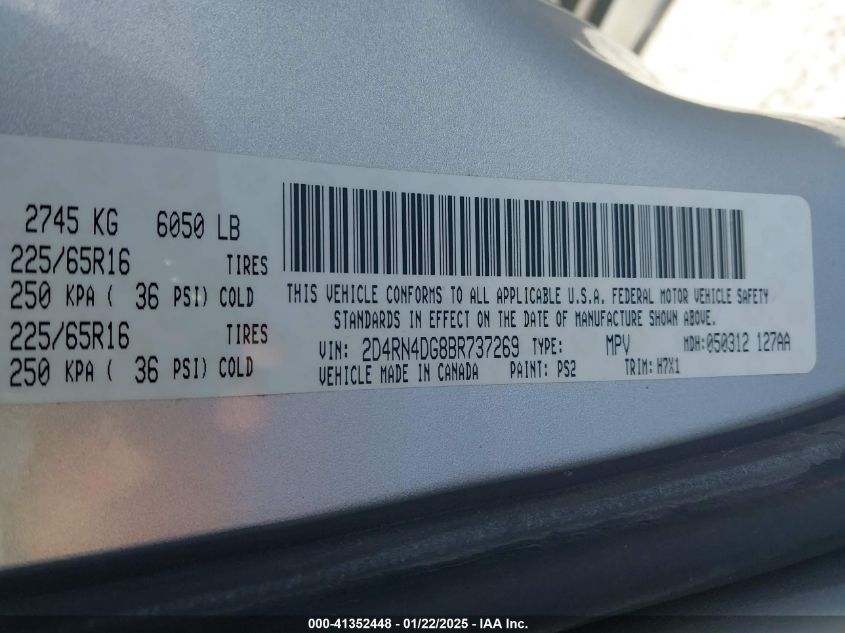 2745 KG 6050 LB
225/65R16 TIRES
250 KPA ( 36 PSI) COLD
225/65R16 TIRES
250 KPA ( 36 PSI) COLD
THIS VEHICLE CONFORMS TO ALL APPLICABLE U.S.A. FEDERAL MOTOR VEHICLE SAFETY
STANDARDS IN EFFECT ON THE DATE OF MANUFACTURE SHOWN ABOVE.
VIN: 2D4RN4DG8BR737269 TYPE: MPV MDH:050312 127AA
VEHICLE MADE IN CANADA PAINT: PS2 TRIM: H7X1
000-41352448 - 01/22/2025 - IAA Inc.